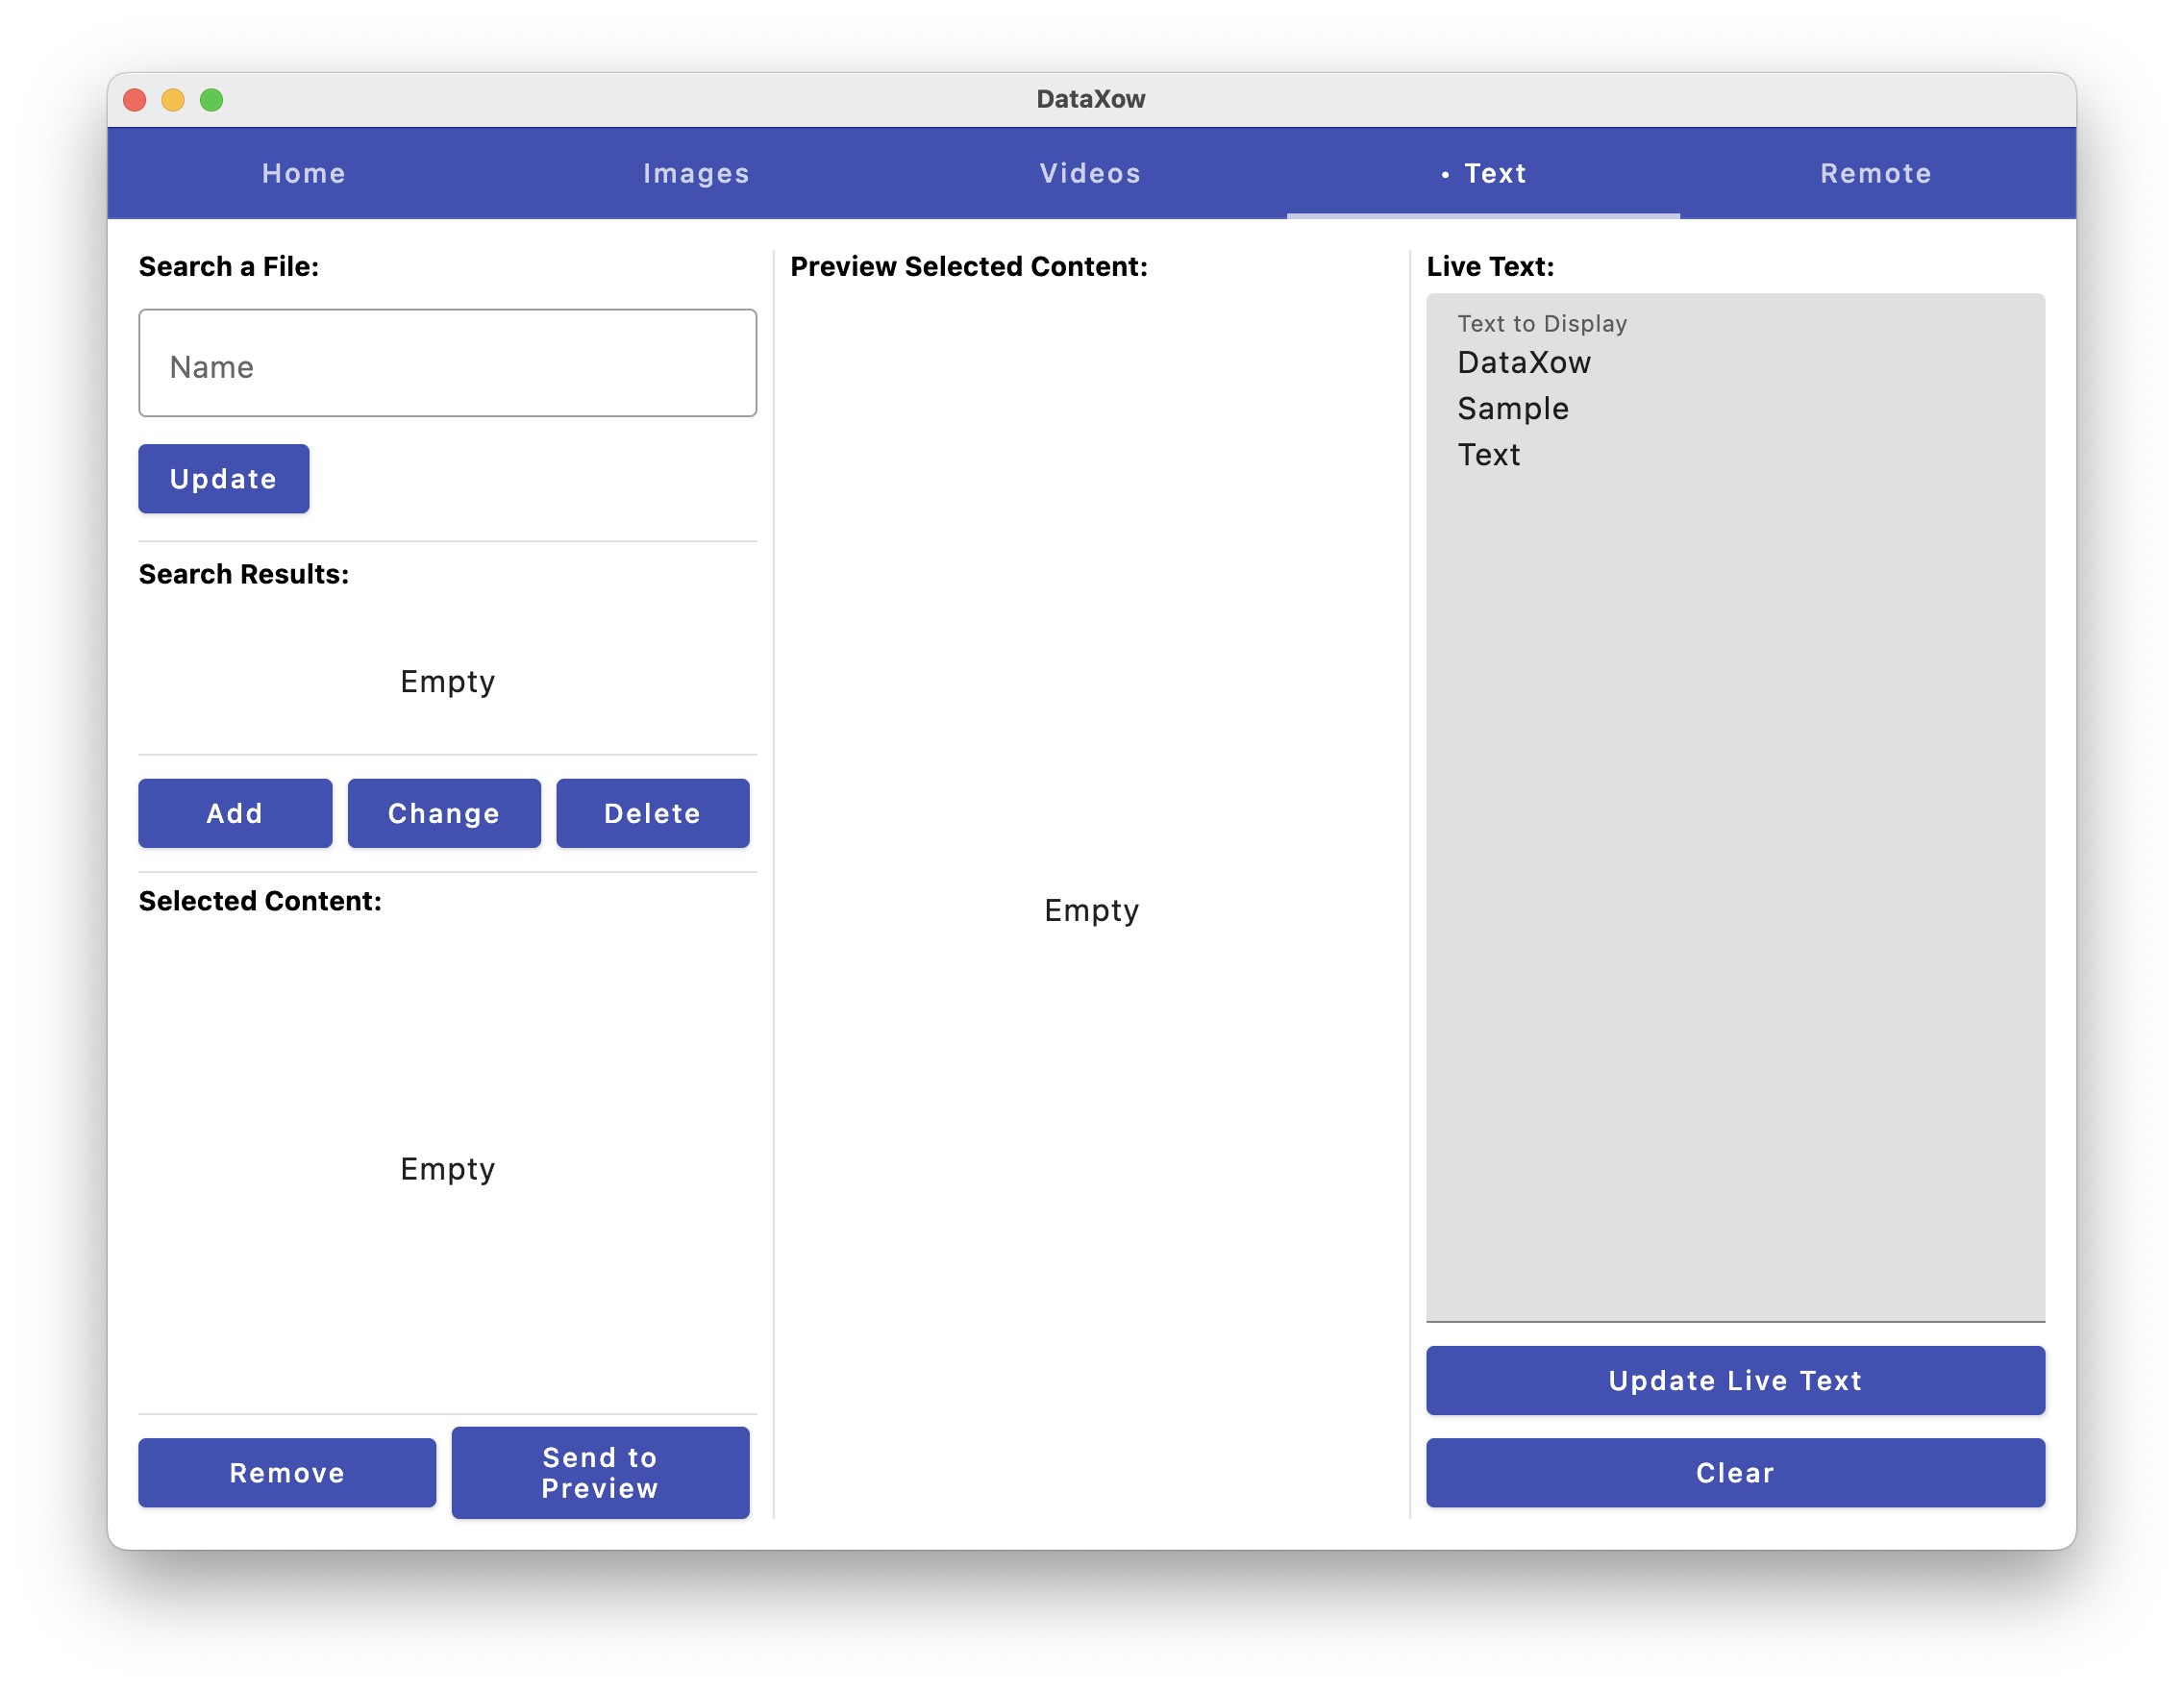 DataXow
Home
Images
Videos
• Text
Remote
Search a File:
Name
Update
Search Results:
Empty
Add
Change
Delete
Selected Content:
Empty
Remove
Send to
Preview
Preview Selected Content:
Empty
Live Text:
Text to Display
DataXow
Sample
Text
Update Live Text
Clear